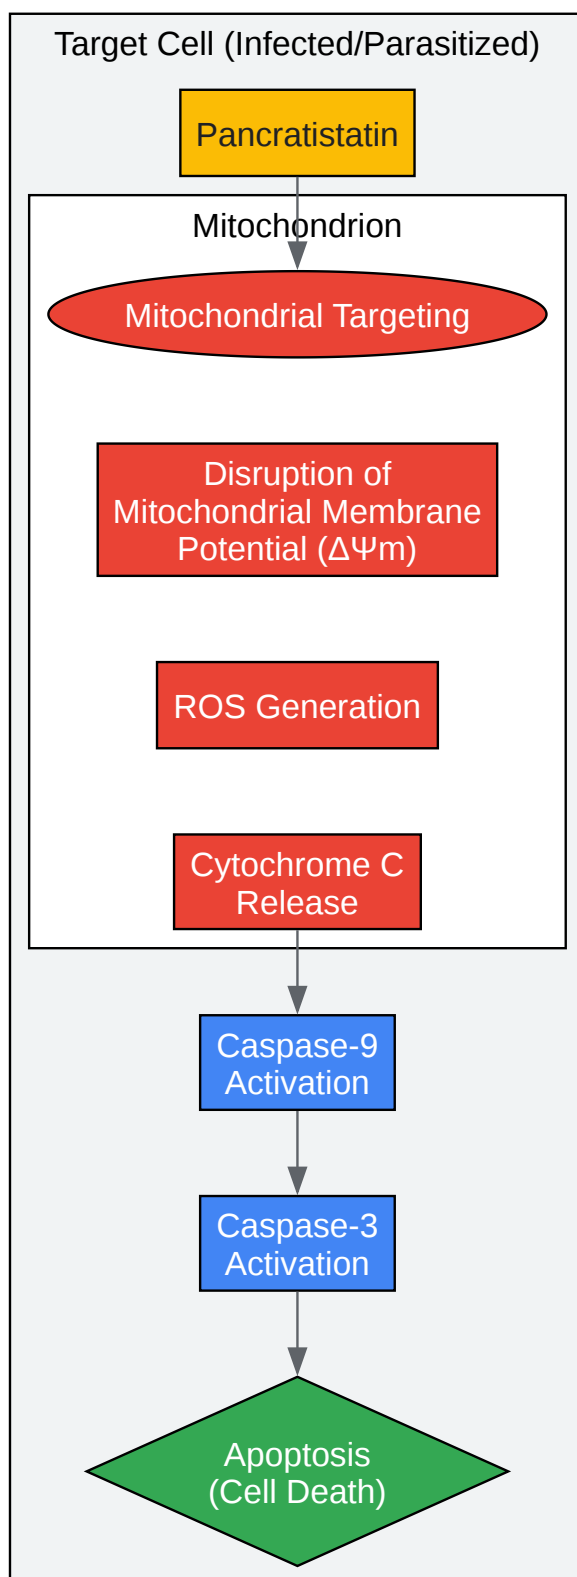 Target Cell (Infected/Parasitized)
Pancratistatin
Mitochondrion
Mitochondrial Targeting
Disruption of
Mitochondrial Membrane
Potential (ΔΨm)
ROS Generation
Cytochrome C
Release
Caspase-9
Activation
Caspase-3
Activation
Apoptosis
(Cell Death)